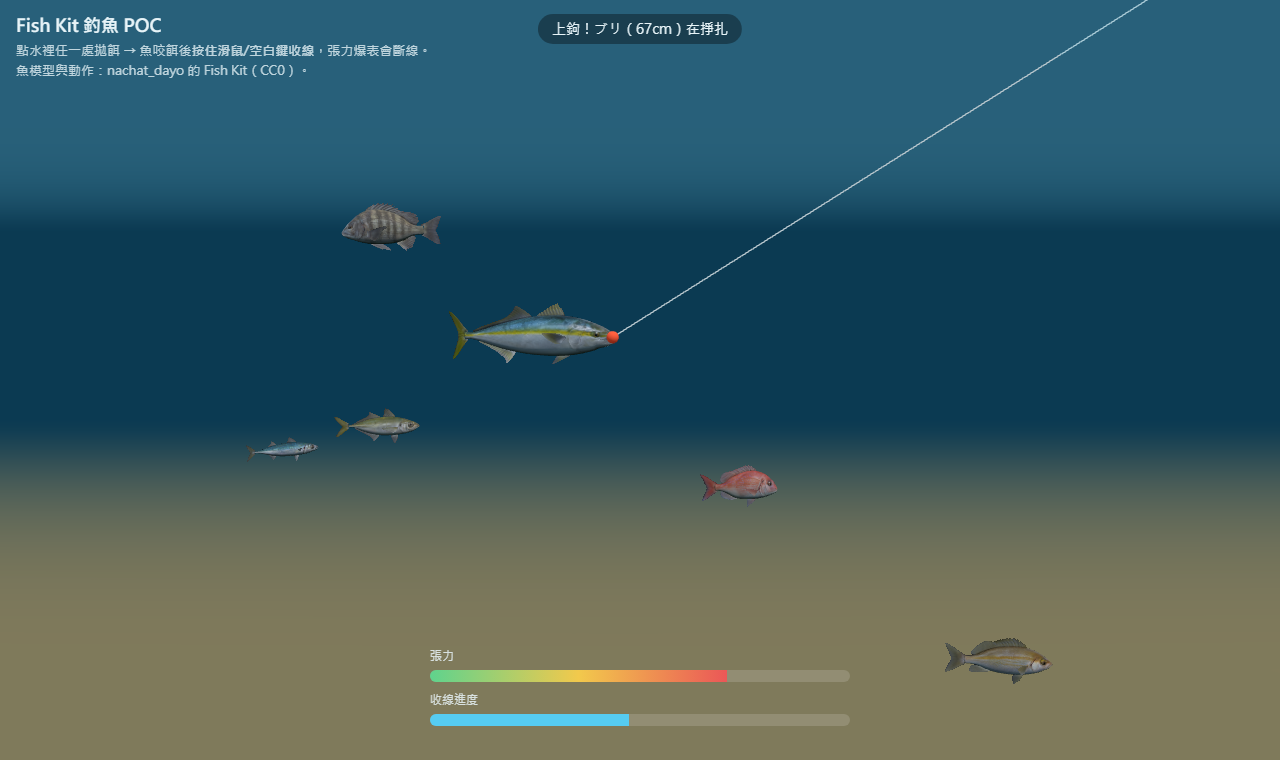 Fish Kit 釣魚 POC
點水裡任一處拋餌 → 魚咬餌後按住滑鼠/空白鍵收線，張力爆表會斷線。
魚模型與動作：nachat_dayo 的 Fish Kit（CC0）。
上鉤！ブリ（67cm）在掙扎
張力
收線進度